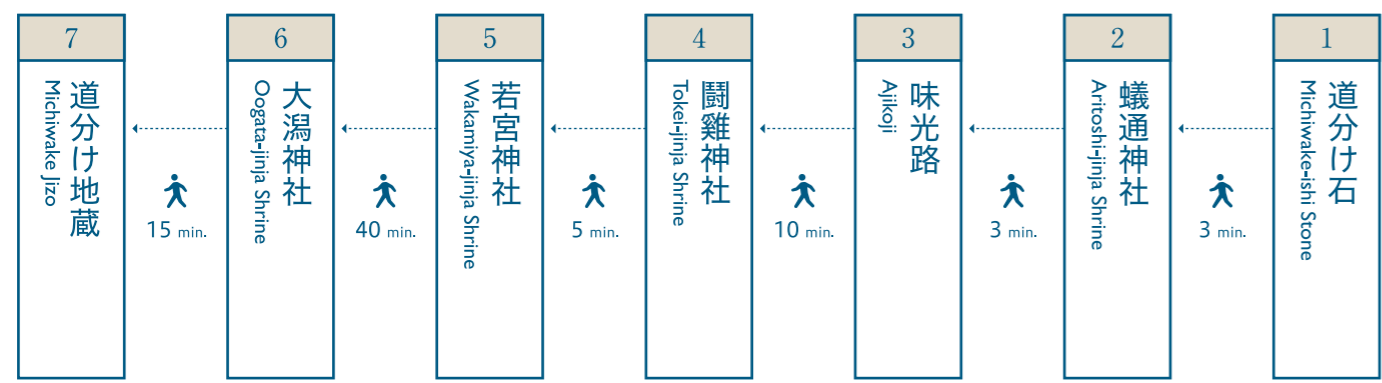 1
道分け石
Michiwake-ishi Stone
3 min.
2
蟻通神社
Aritoshi-jinja Shrine
3 min.
3
味光路
Ajikoji
10 min.
4
闘雞神社
Tokei-jinja Shrine
5 min.
5
若宮神社
Wakamiya-jinja Shrine
40 min.
6
大潟神社
Oogata-jinja Shrine
15 min.
7
道分け地蔵
Michiwake Jizo